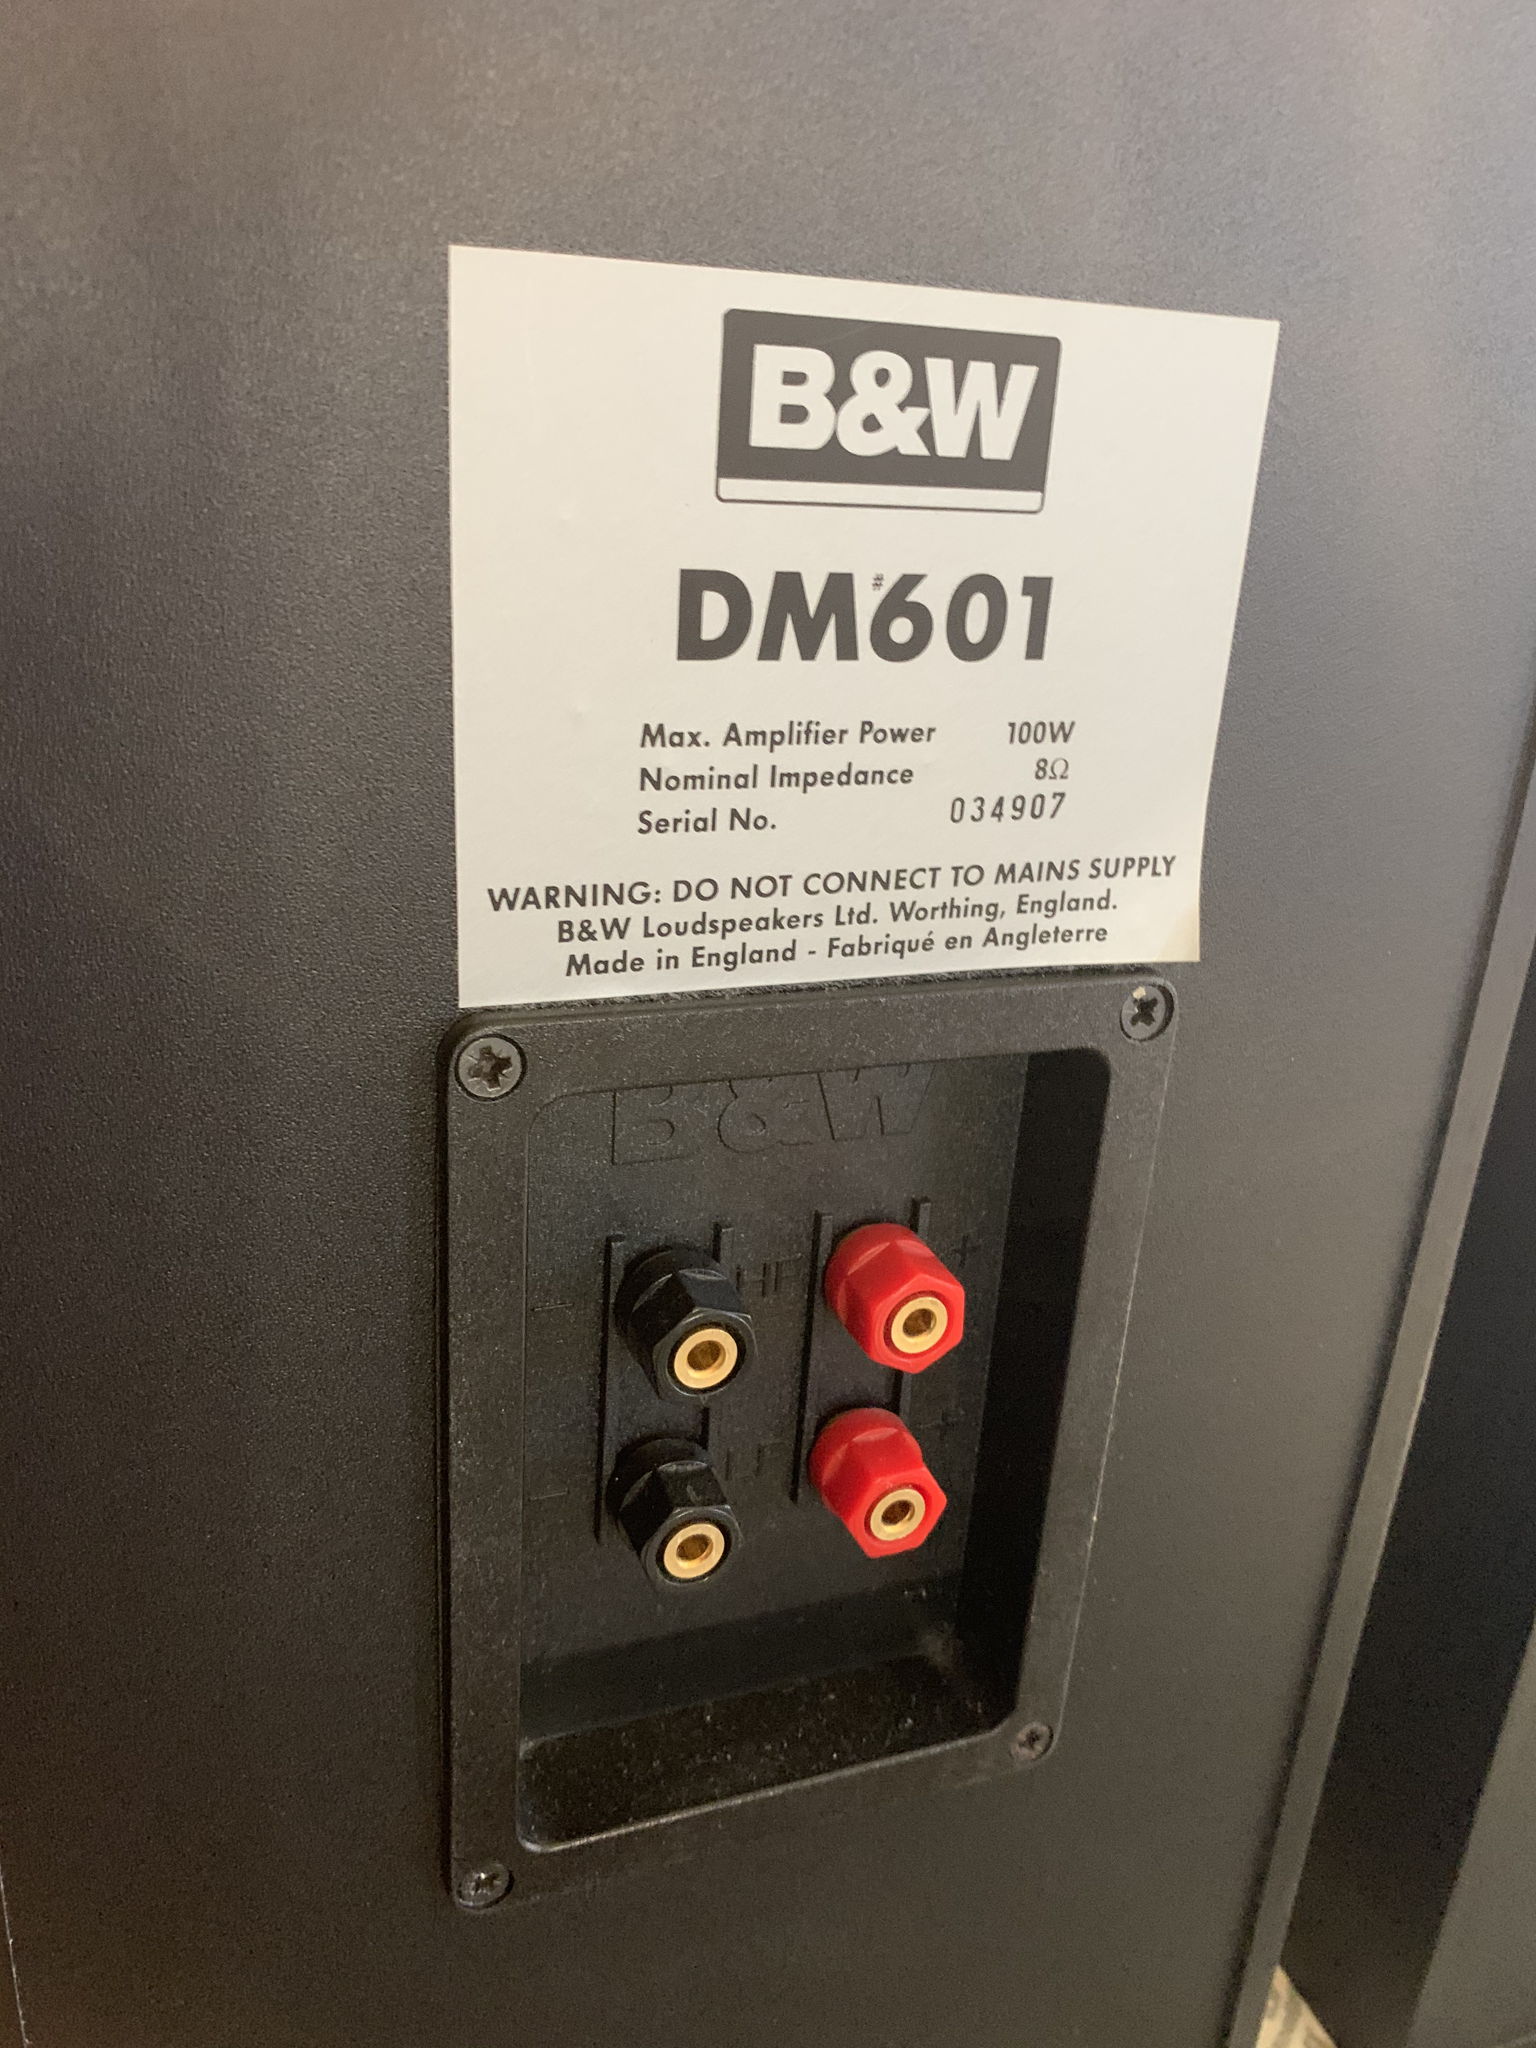 B&W
DM601
Max. Amplifier Power 100W
Nominal Impedance 8Ω
Serial No. 034907
WARNING: DO NOT CONNECT TO MAINS SUPPLY
B&W Loudspeakers Ltd. Worthing, England.
Made in England - Fabriqué en Angleterre
B&W
- HF +
- LF +